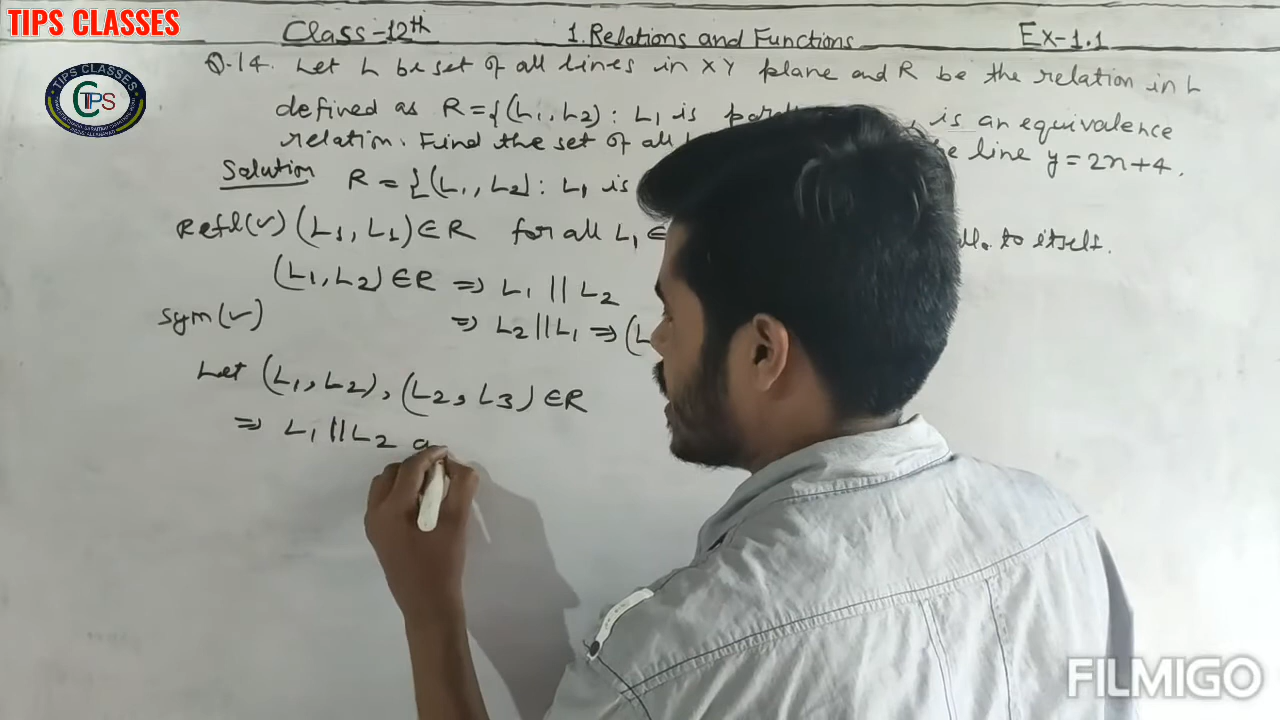 TIPS CLASSES
Class-12th 1. Relations and Functions Ex-1.1
Q.14. Let L be set of all lines in XY plane and R be the relation in L
defined as R={(L1, L2) : L1 is is an equivalence
relation. Find the set of all line y=2x+4.
TIPS CLASSES
TIPS
Solution R = {(L1, L2) : L1 is
Refl(✓) (L1, L1) ∈ R for all L1 ∈ to itself.
(L1, L2) ∈ R ⇒ L1 || L2
Sym(✓) ⇒ L2 || L1 ⇒ (L
Let (L1, L2), (L2, L3) ∈ R
⇒ L1 || L2 a
FILMIGO